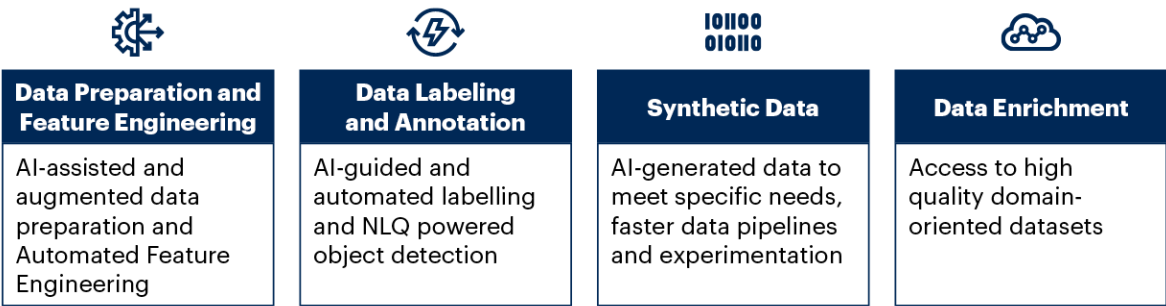 101100
010110
Data Preparation and
Feature Engineering
AI-assisted and
augmented data
preparation and
Automated Feature
Engineering
Data Labeling
and Annotation
AI-guided and
automated labelling
and NLQ powered
object detection
Synthetic Data
AI-generated data to
meet specific needs,
faster data pipelines
and experimentation
Data Enrichment
Access to high
quality domain-
oriented datasets